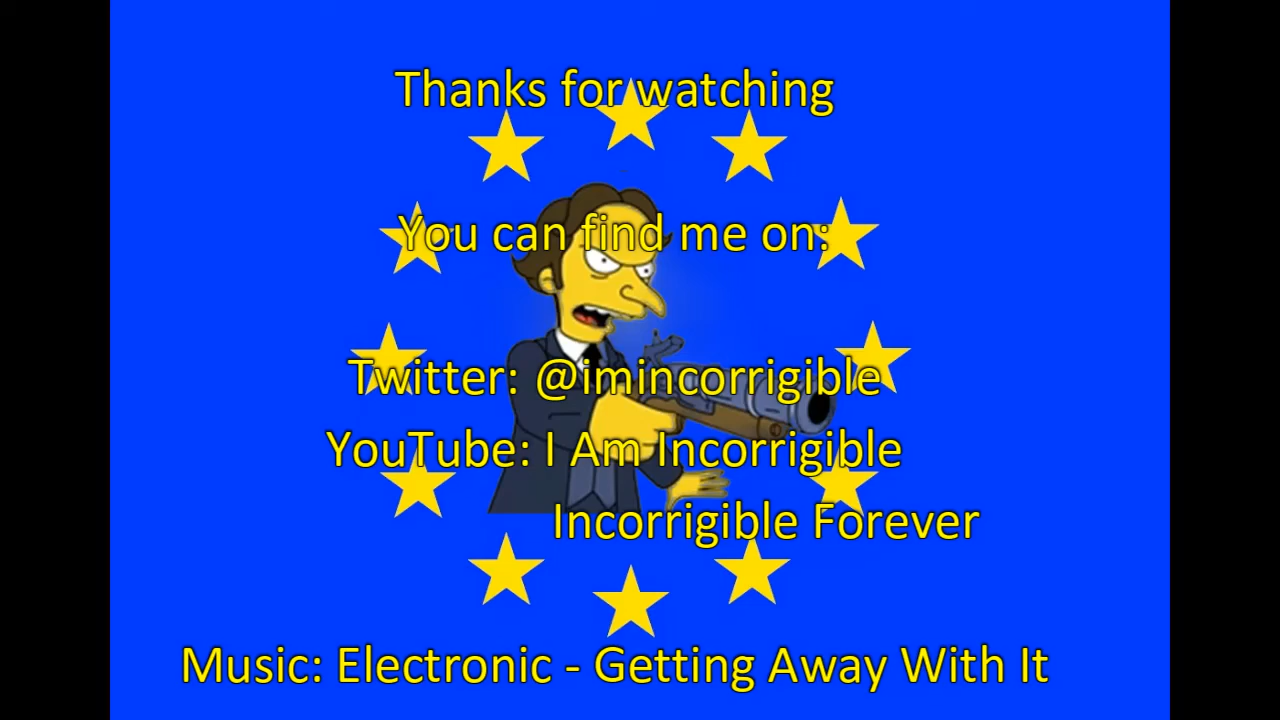 Thanks for watching
You can find me on:
Twitter: @imincorrigible
YouTube: I Am Incorrigible
Incorrigible Forever
Music: Electronic - Getting Away With It